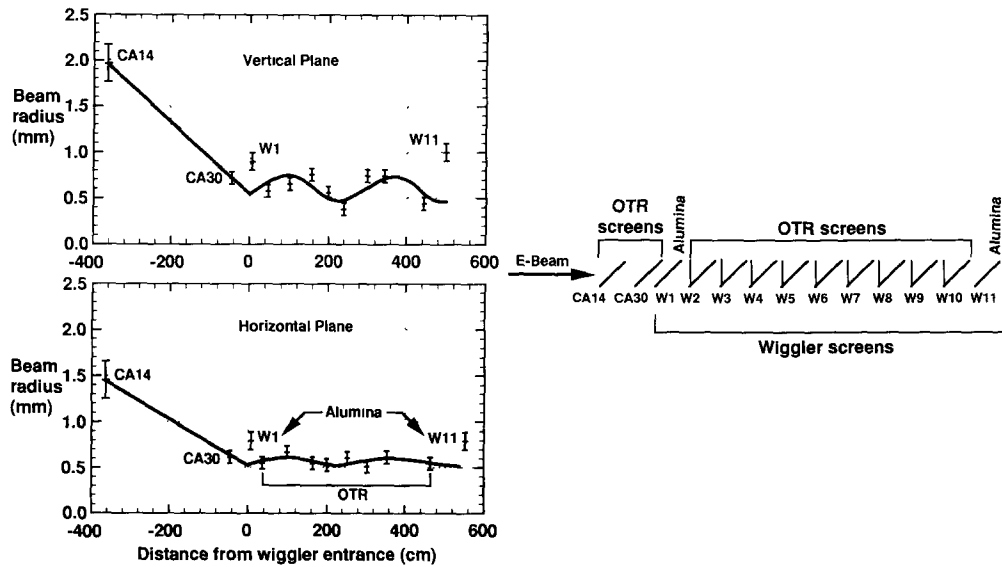 2.5
2.0
1.5
1.0
0.5
0.0
Beam
radius
(mm)
CA14
Vertical Plane
W1
W11
CA30
-400
-200
0
200
400
600
2.5
2.0
1.5
1.0
0.5
0.0
Beam
radius
(mm)
Horizontal Plane
CA14
Alumina
W1
W11
CA30
OTR
-400
-200
0
200
400
600
Distance from wiggler entrance (cm)
OTR
screens
Alumina
OTR screens
Alumina
E-Beam
CA14
CA30
W1
W2
W3
W4
W5
W6
W7
W8
W9
W10
W11
Wiggler screens